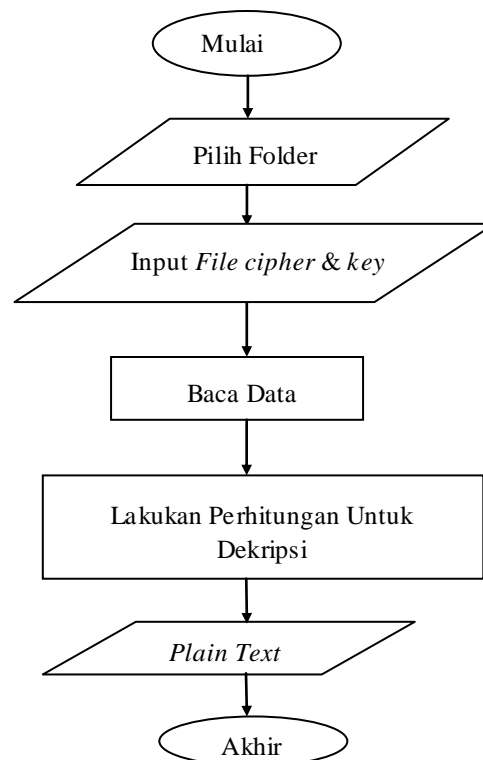 Mulai
Pilih Folder
Input File cipher & key
Baca Data
Lakukan Perhitungan Untuk
Dekripsi
Plain Text
Akhir